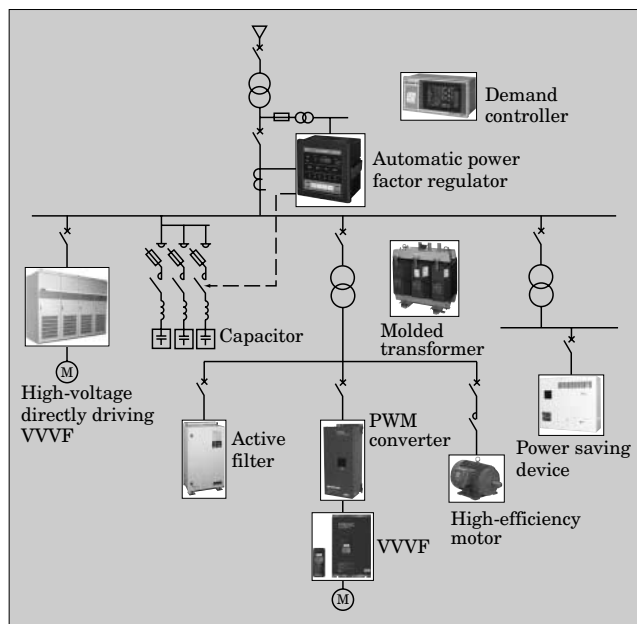 Demand
controller
Automatic power
factor regulator
Capacitor
Molded
transformer
M
High-voltage
directly driving
VVVF
Active
filter
PWM
converter
Power saving
device
High-efficiency
motor
VVVF
M